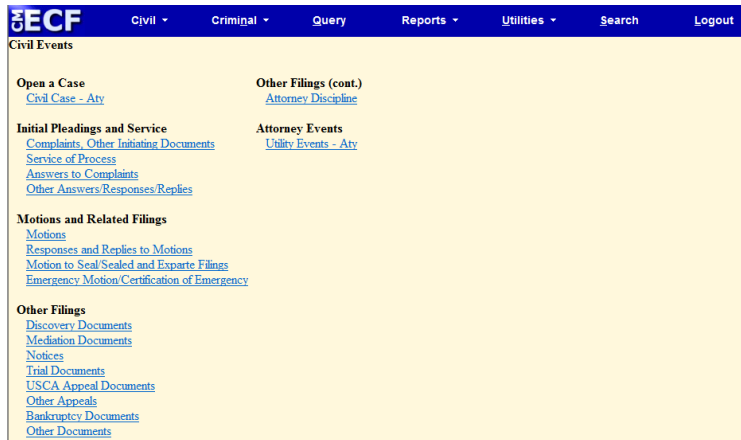 CM ECF Civil Criminal Query Reports Utilities Search Logout
Civil Events
Open a Case
Civil Case - Aty
Initial Pleadings and Service
Complaints, Other Initiating Documents
Service of Process
Answers to Complaints
Other Answers/Responses/Replies
Motions and Related Filings
Motions
Responses and Replies to Motions
Motion to Seal/Sealed and Exparte Filings
Emergency Motion/Certification of Emergency
Other Filings
Discovery Documents
Mediation Documents
Notices
Trial Documents
USCA Appeal Documents
Other Appeals
Bankruptcy Documents
Other Documents
Other Filings (cont.)
Attorney Discipline
Attorney Events
Utility Events - Aty